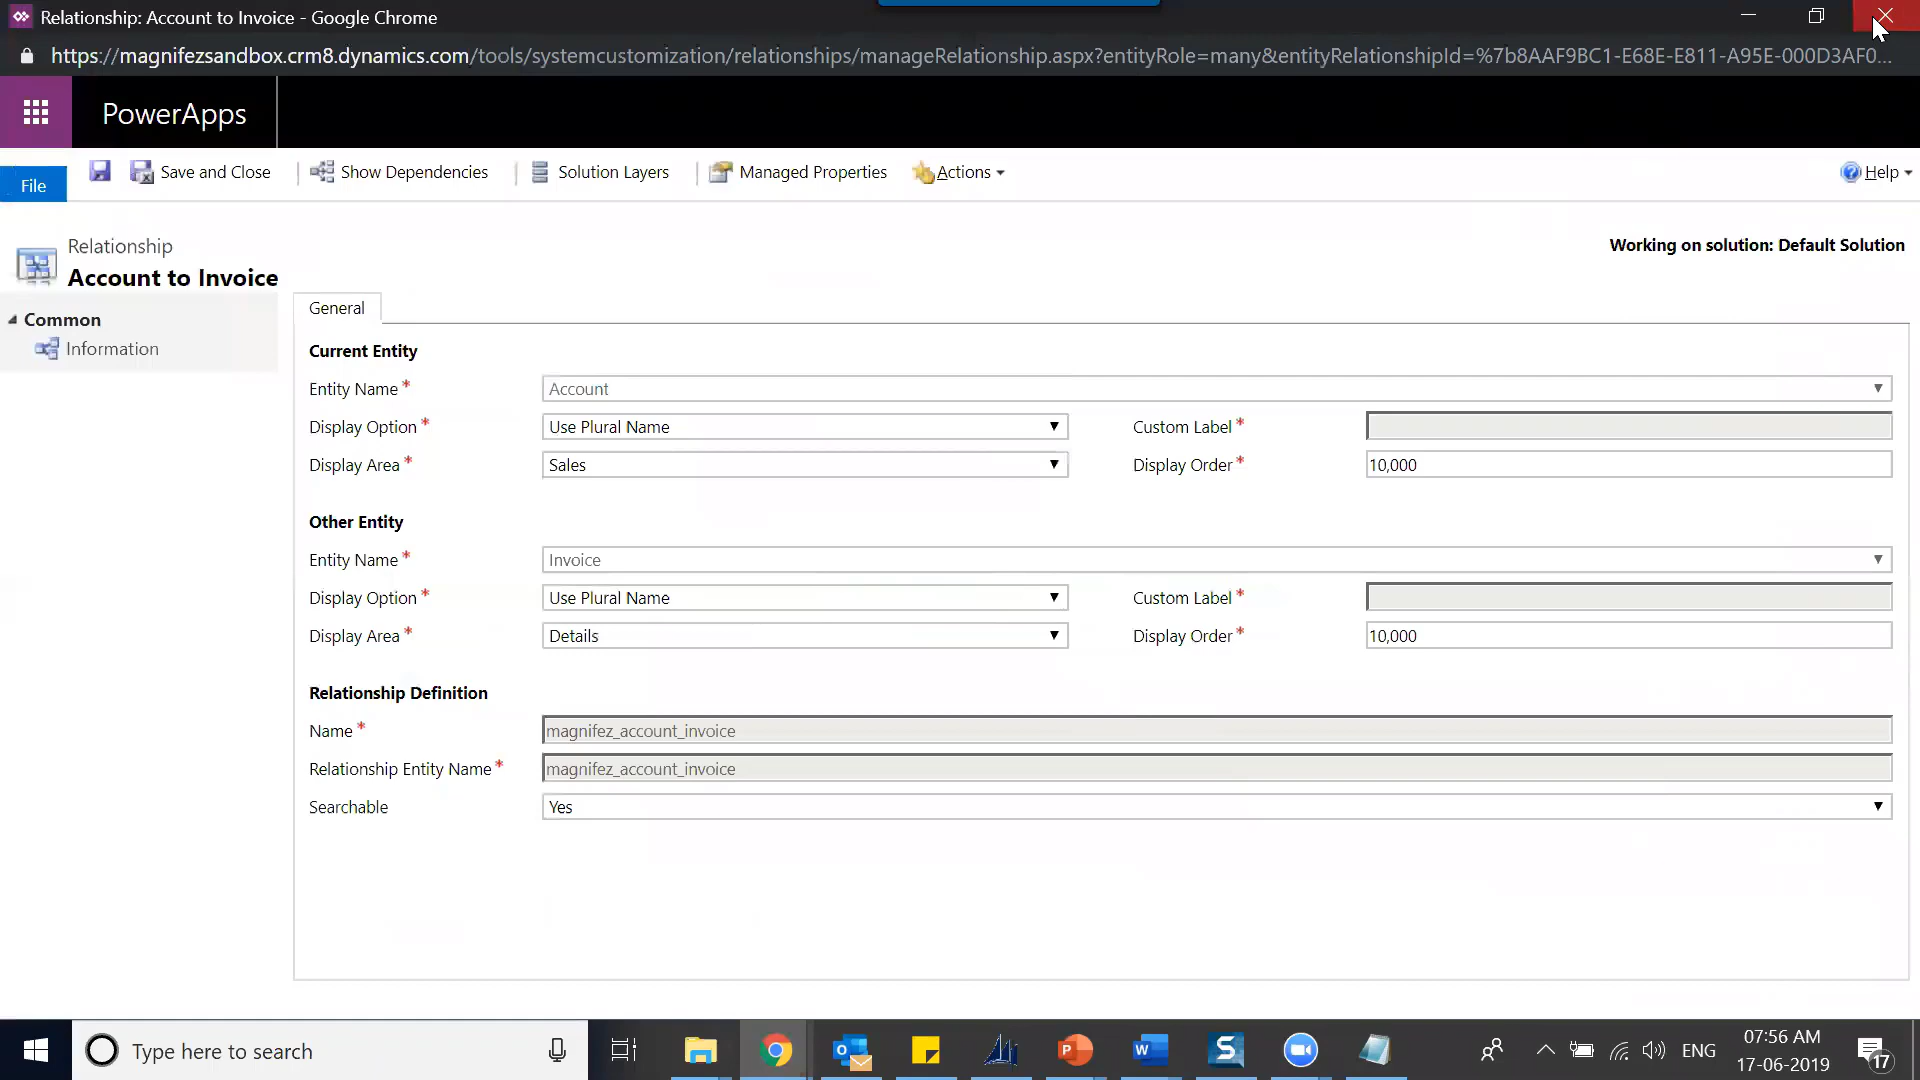 Relationship: Account to Invoice - Google Chrome
https://magnifezsandbox.crm8.dynamics.com/tools/systemcustomization/relationships/manageRelationship.aspx?entityRole=many&entityRelationshipId=%7b8AAF9BC1-E68E-E811-A95E-000D3AF0...
PowerApps
File Save and Close Show Dependencies Solution Layers Managed Properties Actions Help
Relationship
Account to Invoice
Working on solution: Default Solution
Common
Information
General
Current Entity
Entity Name * Account
Display Option * Use Plural Name Custom Label *
Display Area * Sales Display Order * 10,000
Other Entity
Entity Name * Invoice
Display Option * Use Plural Name Custom Label *
Display Area * Details Display Order * 10,000
Relationship Definition
Name * magnifez_account_invoice
Relationship Entity Name * magnifez_account_invoice
Searchable Yes
Type here to search
ENG
07:56 AM
17-06-2019
17